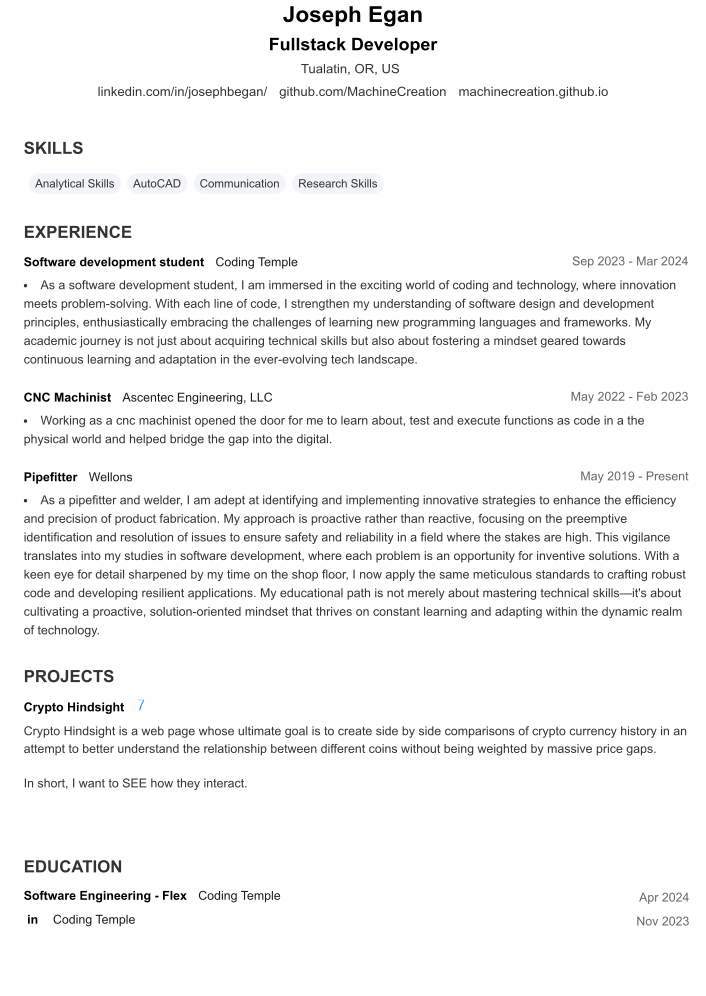 Joseph Egan
Fullstack Developer
Tualatin, OR, US
linkedin.com/in/josephbegan/ github.com/MachineCreation machinecreation.github.io
SKILLS
Analytical Skills AutoCAD Communication Research Skills
EXPERIENCE
Software development student Coding Temple Sep 2023 - Mar 2024
• As a software development student, I am immersed in the exciting world of coding and technology, where innovation
meets problem-solving. With each line of code, I strengthen my understanding of software design and development
principles, enthusiastically embracing the challenges of learning new programming languages and frameworks. My
academic journey is not just about acquiring technical skills but also about fostering a mindset geared towards
continuous learning and adaptation in the ever-evolving tech landscape.
CNC Machinist Ascentec Engineering, LLC May 2022 - Feb 2023
• Working as a cnc machinist opened the door for me to learn about, test and execute functions as code in a the
physical world and helped bridge the gap into the digital.
Pipefitter Wellons May 2019 - Present
• As a pipefitter and welder, I am adept at identifying and implementing innovative strategies to enhance the efficiency
and precision of product fabrication. My approach is proactive rather than reactive, focusing on the preemptive
identification and resolution of issues to ensure safety and reliability in a field where the stakes are high. This vigilance
translates into my studies in software development, where each problem is an opportunity for inventive solutions. With a
keen eye for detail sharpened by my time on the shop floor, I now apply the same meticulous standards to crafting robust
code and developing resilient applications. My educational path is not merely about mastering technical skills—it's about
cultivating a proactive, solution-oriented mindset that thrives on constant learning and adapting within the dynamic realm
of technology.
PROJECTS
Crypto Hindsight
Crypto Hindsight is a web page whose ultimate goal is to create side by side comparisons of crypto currency history in an
attempt to better understand the relationship between different coins without being weighted by massive price gaps.
In short, I want to SEE how they interact.
EDUCATION
Software Engineering - Flex Coding Temple Apr 2024
in Coding Temple Nov 2023